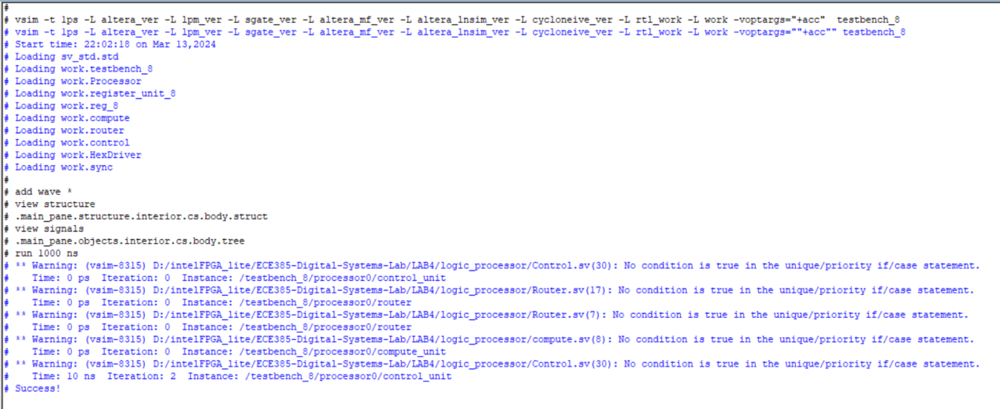 #
# vsim -t 1ps -L altera_ver -L lpm_ver -L sgate_ver -L altera_mf_ver -L altera_lnsim_ver -L cycloneive_ver -L rtl_work -L work -voptargs="+acc"  testbench_8
# vsim -t 1ps -L altera_ver -L lpm_ver -L sgate_ver -L altera_mf_ver -L altera_lnsim_ver -L cycloneive_ver -L rtl_work -L work -voptargs=""+acc"" testbench_8
# Start time: 22:02:18 on Mar 13,2024
# Loading sv_std.std
# Loading work.testbench_8
# Loading work.Processor
# Loading work.register_unit_8
# Loading work.reg_8
# Loading work.compute
# Loading work.router
# Loading work.control
# Loading work.HexDriver
# Loading work.sync
#
# add wave *
# view structure
# .main_pane.structure.interior.cs.body.struct
# view signals
# .main_pane.objects.interior.cs.body.tree
# run 1000 ns
# ** Warning: (vsim-8315) D:/intelFPGA_lite/ECE385-Digital-Systems-Lab/LAB4/logic_processor/Control.sv(30): No condition is true in the unique/priority if/case statement.
#    Time: 0 ps  Iteration: 0  Instance: /testbench_8/processor0/control_unit
# ** Warning: (vsim-8315) D:/intelFPGA_lite/ECE385-Digital-Systems-Lab/LAB4/logic_processor/Router.sv(17): No condition is true in the unique/priority if/case statement.
#    Time: 0 ps  Iteration: 0  Instance: /testbench_8/processor0/router
# ** Warning: (vsim-8315) D:/intelFPGA_lite/ECE385-Digital-Systems-Lab/LAB4/logic_processor/Router.sv(7): No condition is true in the unique/priority if/case statement.
#    Time: 0 ps  Iteration: 0  Instance: /testbench_8/processor0/router
# ** Warning: (vsim-8315) D:/intelFPGA_lite/ECE385-Digital-Systems-Lab/LAB4/logic_processor/compute.sv(8): No condition is true in the unique/priority if/case statement.
#    Time: 0 ps  Iteration: 0  Instance: /testbench_8/processor0/compute_unit
# ** Warning: (vsim-8315) D:/intelFPGA_lite/ECE385-Digital-Systems-Lab/LAB4/logic_processor/Control.sv(30): No condition is true in the unique/priority if/case statement.
#    Time: 10 ns  Iteration: 2  Instance: /testbench_8/processor0/control_unit
# Success!